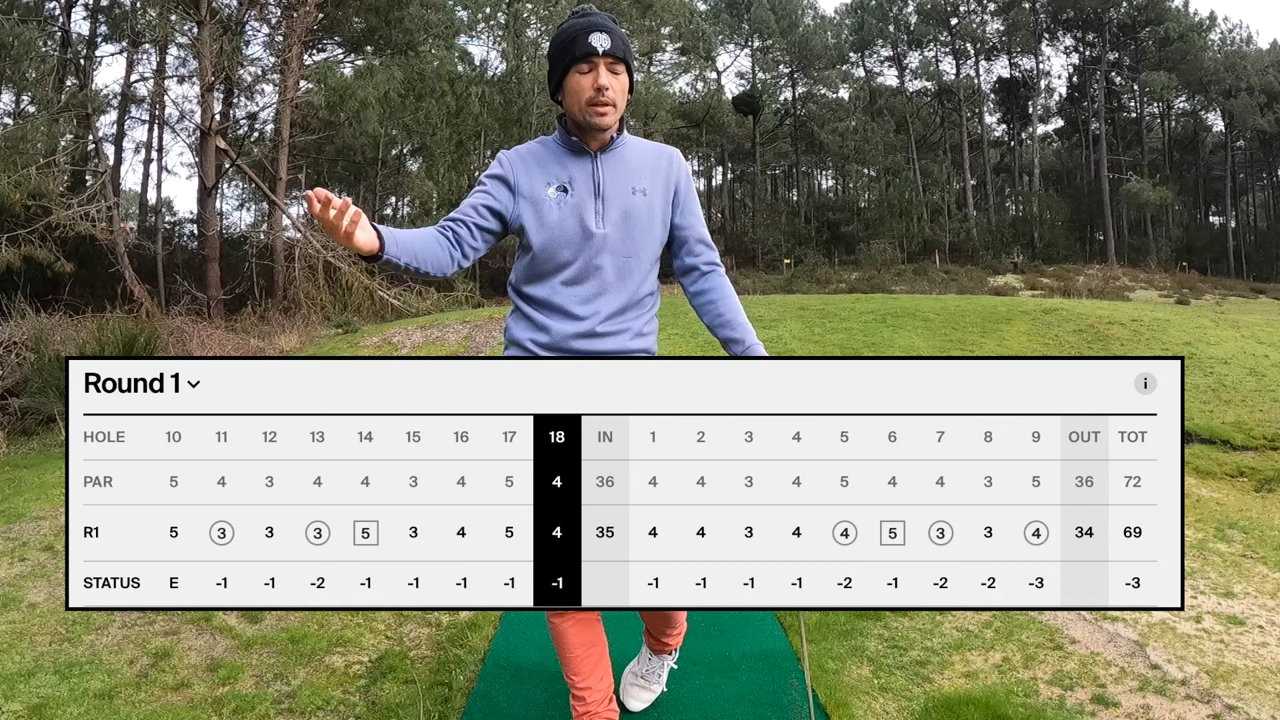 Round 1
i
HOLE 10 11 12 13 14 15 16 17 18 IN 1 2 3 4 5 6 7 8 9 OUT TOT
PAR 5 4 3 4 4 3 4 5 4 36 4 4 3 4 5 4 4 3 5 36 72
R1 5 3 3 3 5 3 4 5 4 35 4 4 3 4 4 5 3 3 4 34 69
STATUS E -1 -1 -2 -1 -1 -1 -1 -1 -1 -1 -1 -1 -2 -1 -2 -2 -3 -3